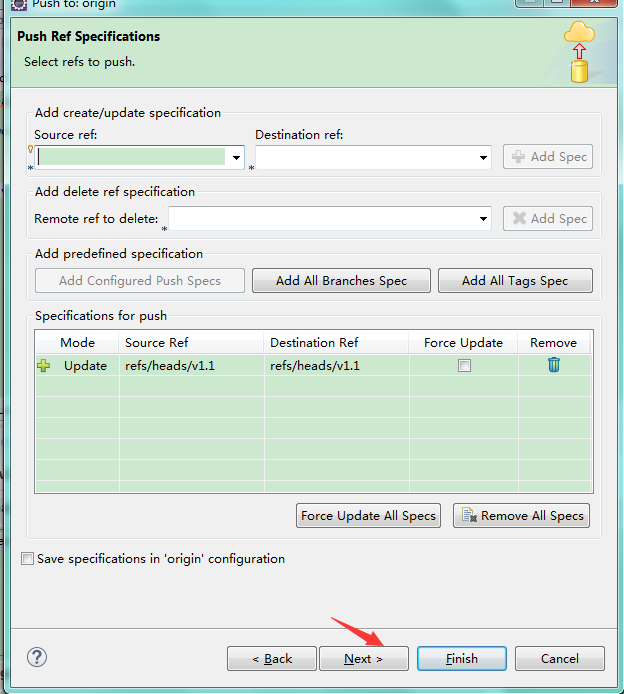 Push to: origin
Push Ref Specifications
Select refs to push.
Add create/update specification
Source ref: Destination ref:
Add Spec
Add delete ref specification
Remote ref to delete: Add Spec
Add predefined specification
Add Configured Push Specs Add All Branches Spec Add All Tags Spec
Specifications for push
Mode Source Ref Destination Ref Force Update Remove
Update refs/heads/v1.1 refs/heads/v1.1
Force Update All Specs Remove All Specs
Save specifications in 'origin' configuration
< Back Next > Finish Cancel